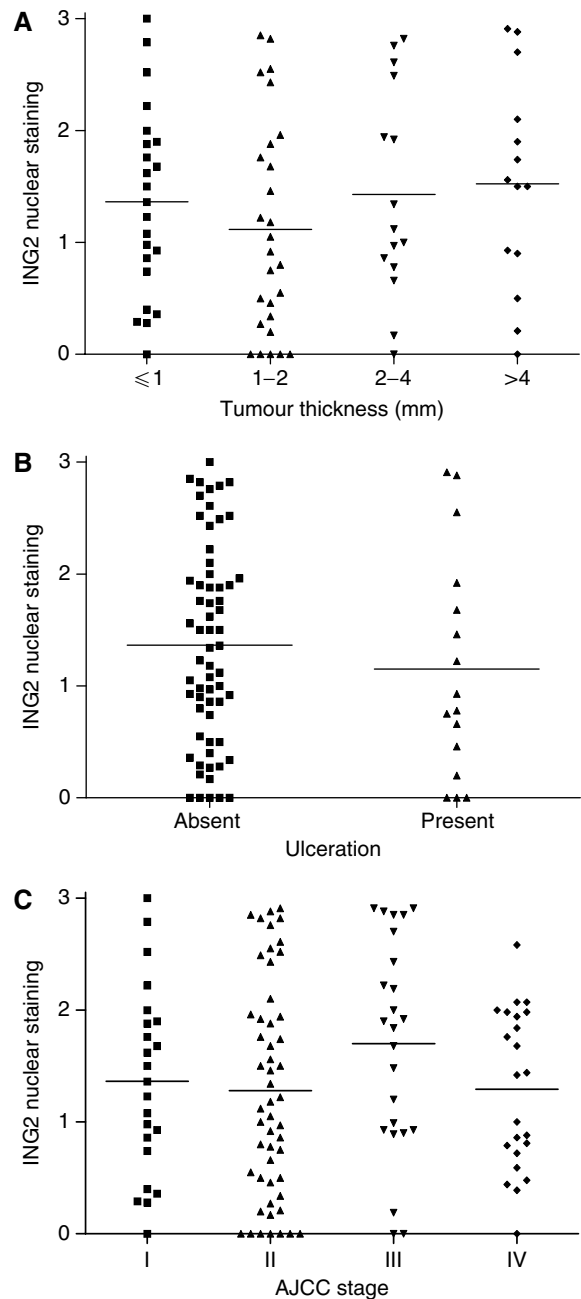 A
ING2 nuclear staining
3
2
1
0
⩽1 1–2 2–4 >4
Tumour thickness (mm)
B
ING2 nuclear staining
3
2
1
0
Absent Present
Ulceration
C
ING2 nuclear staining
3
2
1
0
I II III IV
AJCC stage